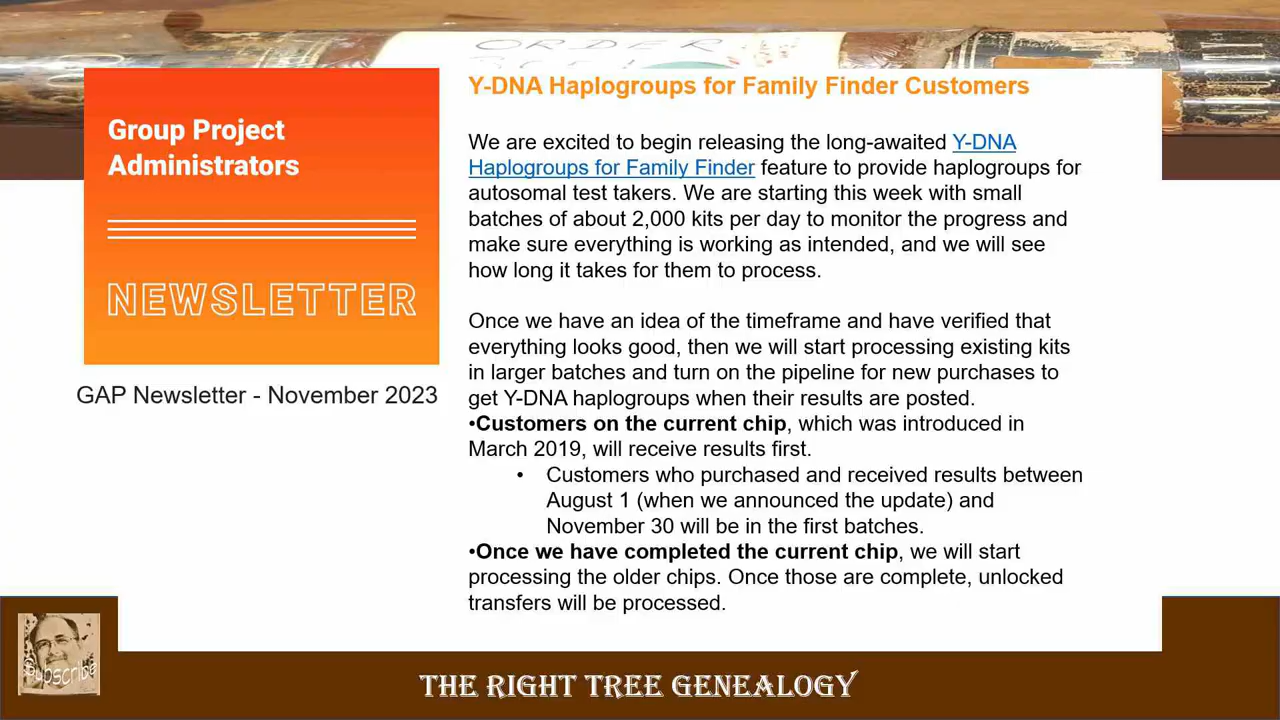 ORDER
Group Project
Administrators
NEWSLETTER
GAP Newsletter - November 2023
Y-DNA Haplogroups for Family Finder Customers
We are excited to begin releasing the long-awaited Y-DNA
Haplogroups for Family Finder feature to provide haplogroups for
autosomal test takers. We are starting this week with small
batches of about 2,000 kits per day to monitor the progress and
make sure everything is working as intended, and we will see
how long it takes for them to process.
Once we have an idea of the timeframe and have verified that
everything looks good, then we will start processing existing kits
in larger batches and turn on the pipeline for new purchases to
get Y-DNA haplogroups when their results are posted.
•Customers on the current chip, which was introduced in
March 2019, will receive results first.
• Customers who purchased and received results between
August 1 (when we announced the update) and
November 30 will be in the first batches.
•Once we have completed the current chip, we will start
processing the older chips. Once those are complete, unlocked
transfers will be processed.
Subscribe
THE RIGHT TREE GENEALOGY